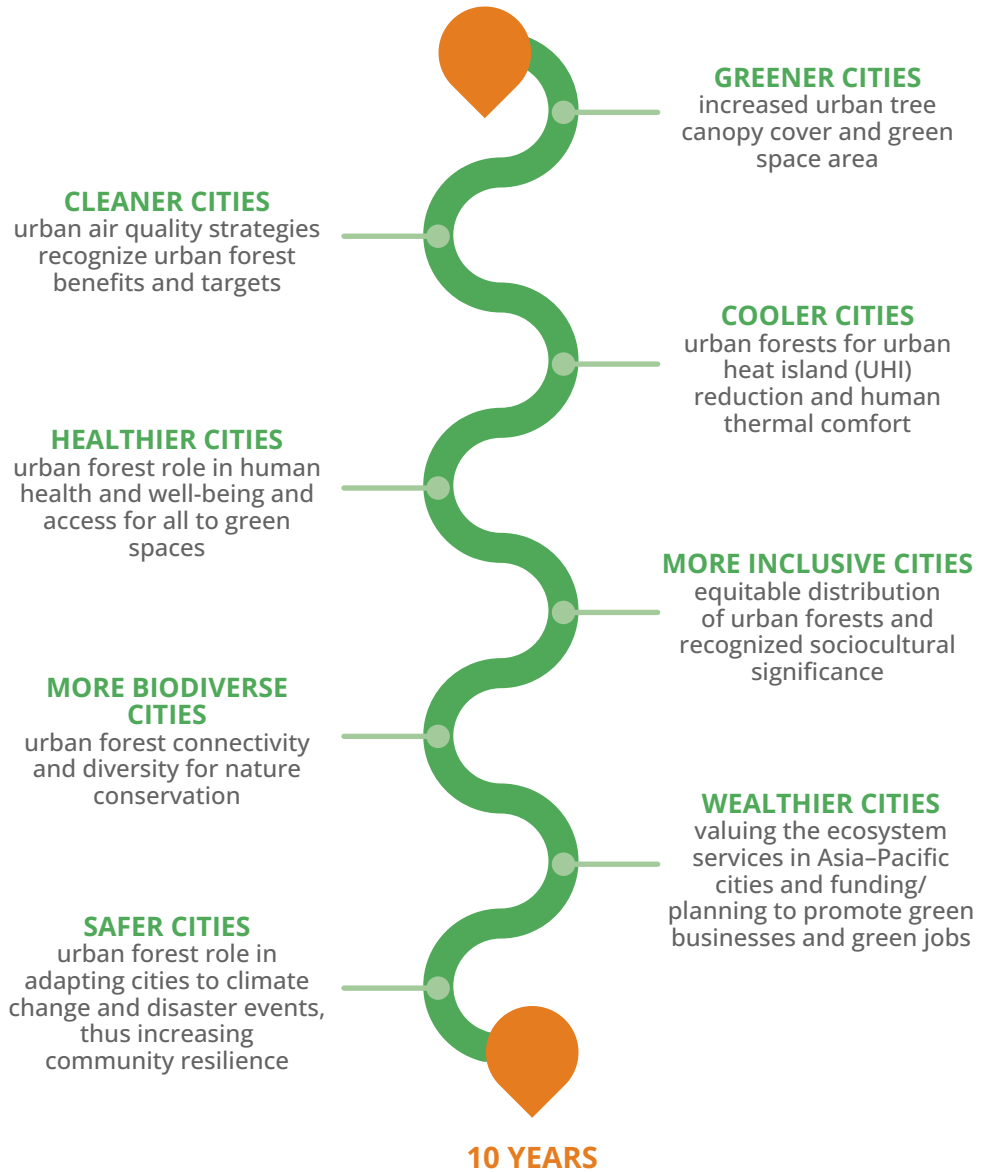 GREENER CITIES
increased urban tree
canopy cover and green
space area
CLEANER CITIES
urban air quality strategies
recognize urban forest
benefits and targets
COOLER CITIES
urban forests for urban
heat island (UHI)
reduction and human
thermal comfort
HEALTHIER CITIES
urban forest role in human
health and well-being and
access for all to green
spaces
MORE INCLUSIVE CITIES
equitable distribution
of urban forests and
recognized sociocultural
significance
MORE BIODIVERSE
CITIES
urban forest connectivity
and diversity for nature
conservation
WEALTHIER CITIES
valuing the ecosystem
services in Asia–Pacific
cities and funding/
planning to promote green
businesses and green jobs
SAFER CITIES
urban forest role in
adapting cities to climate
change and disaster events,
thus increasing
community resilience
10 YEARS